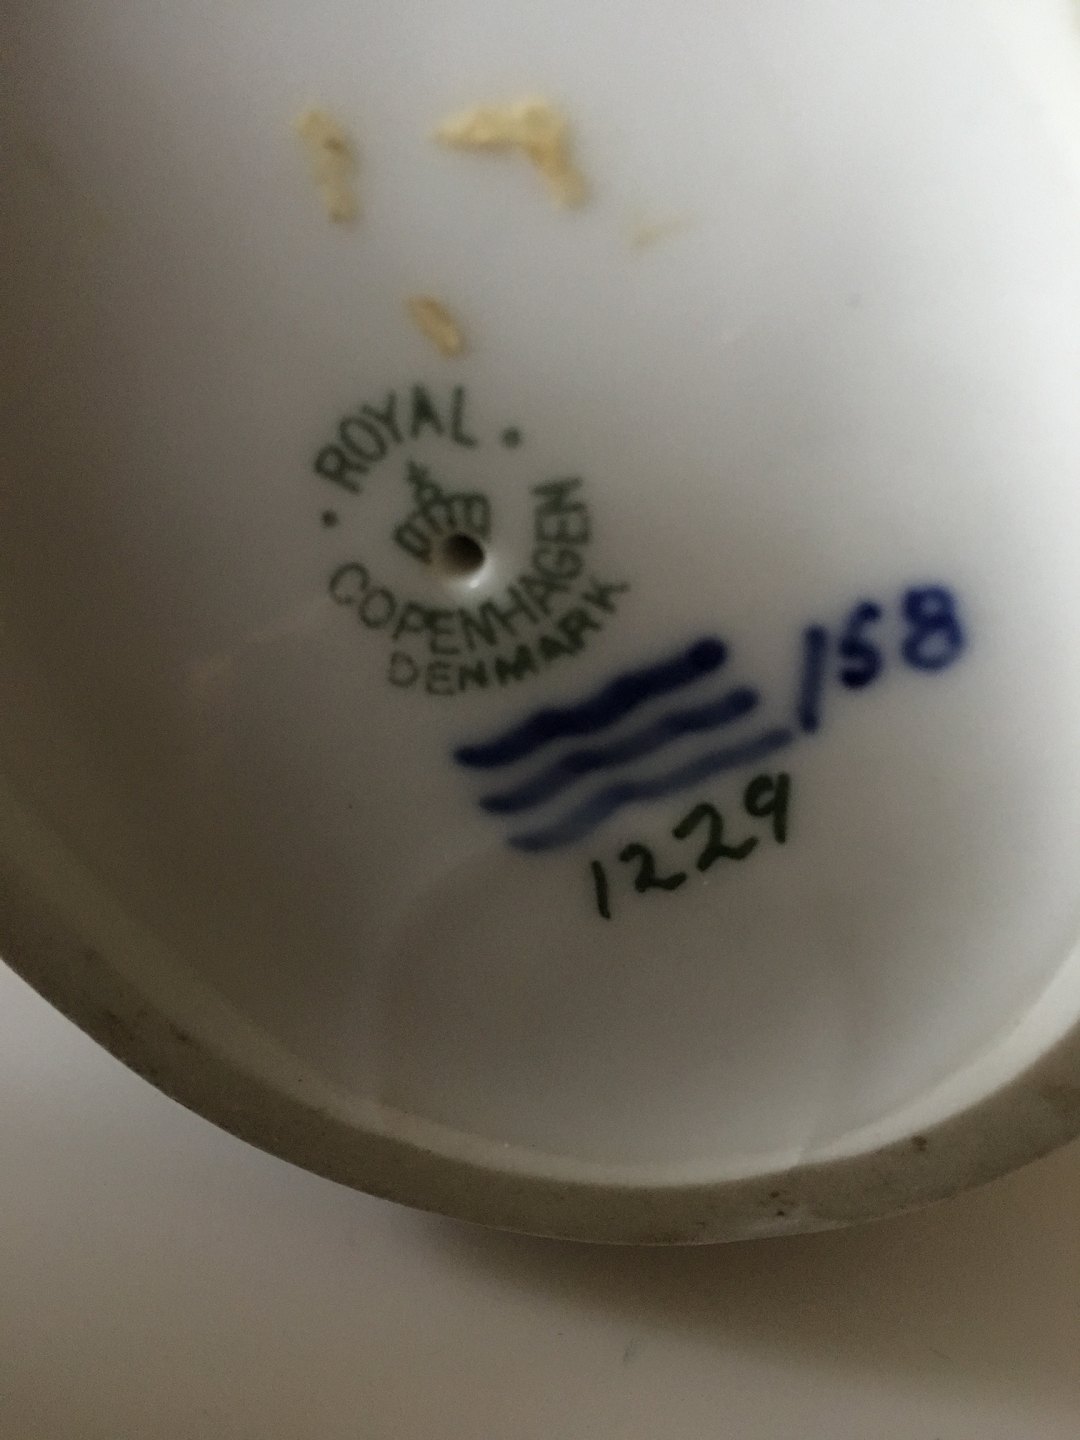 ROYAL
COPENHAGEN
DENMARK
158
1229